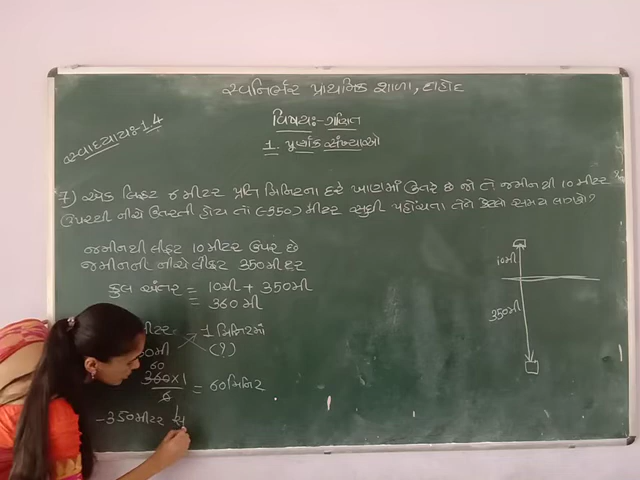 સ્વનિર્ભર પ્રાથમિક શાળા, દાહોદ
વિષય:- ગણિત
સ્વાધ્યાય:-1.4
1. પૂર્ણાંક સંખ્યાઓ
7) એક લિફ્ટ 6 મીટર પ્રતિ મિનિટના દરે ખાણમાં ઉતરે છે જો તે જમીનથી 10 મીટર
ઉપરથી નીચે ઉતરતી હોય તો (-350) મીટર સુધી પહોંચતા તેને કેટલો સમય લાગશે?
જમીનથી લીફ્ટ 10 મીટર ઉપર છે
જમીનની નીચે લીફ્ટ 350 મી દૂર
કુલ અંતર = 10મી + 350મી
= 360 મી
મીટર = 1 મિનિટમાં
0મી (?)
60
360×1
6
= 60 મિનિટ
-350મીટર સુ
10મી
350મી